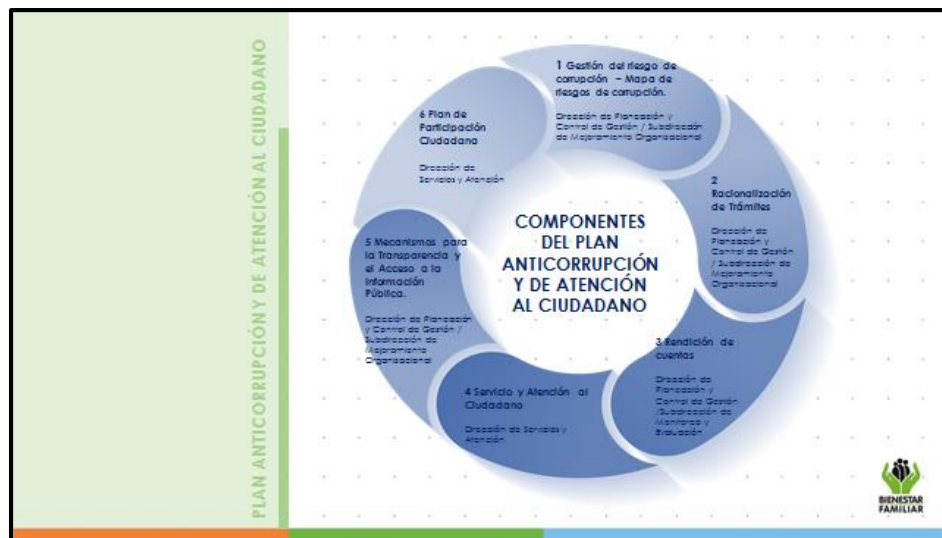 PLAN ANTICORRUPCIÓN Y DE ATENCIÓN AL CIUDADANO
1 Gestión del riesgo de
corrupción – Mapa de
riesgos de corrupción.
Dirección de Planeación y
Control de Gestión / Subdirección
de Mejoramiento Organizacional
2
Racionalización
de Trámites
Dirección de
Planeación y
Control de Gestión
/ Subdirección de
Mejoramiento
Organizacional
3 Rendición de
cuentas
Dirección de
Planeación y
Control de Gestión
/Subdirección de
Monitoreo y
Evaluación
4 Servicio y Atención al
Ciudadano
Dirección de Servicios y
Atención
5 Mecanismos para
la Transparencia y
el Acceso a la
Información
Pública.
Dirección de Planeación
y Control de Gestión /
Subdirección de
Mejoramiento
Organizacional
6 Plan de
Participación
Ciudadana
Dirección de
Servicios y Atención
COMPONENTES
DEL PLAN
ANTICORRUPCIÓN
Y DE ATENCIÓN
AL CIUDADANO
BIENESTAR
FAMILIAR